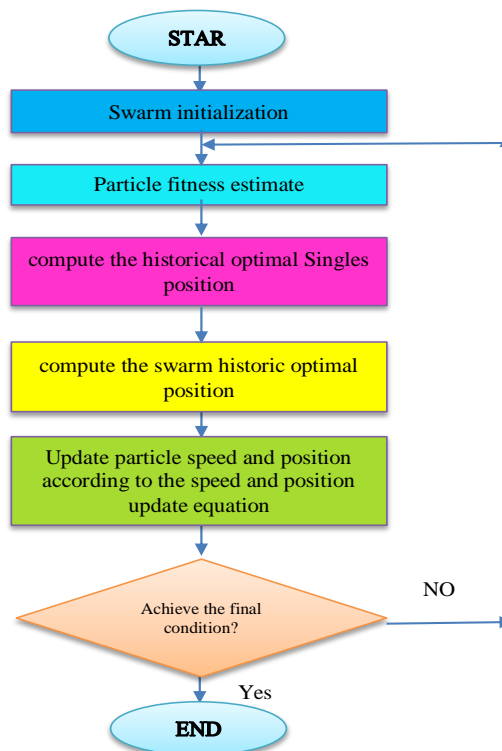 STAR
Swarm initialization
Particle fitness estimate
compute the historical optimal Singles
position
compute the swarm historic optimal
position
Update particle speed and position
according to the speed and position
update equation
Achieve the final
condition?
NO
Yes
END